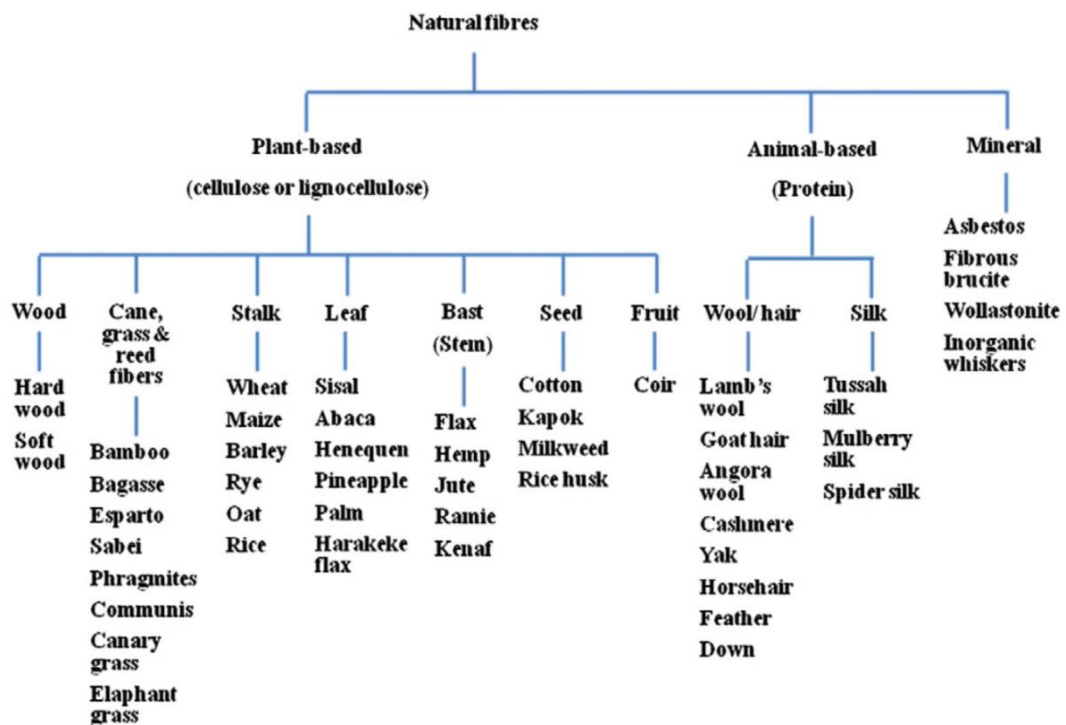 Natural fibres
Plant-based
(cellulose or lignocellulose)
Animal-based
(Protein)
Mineral
Asbestos
Fibrous
brucite
Wollastonite
Inorganic
whiskers
Wood
Hard
wood
Soft
wood
Cane,
grass &
reed
fibers
Bamboo
Bagasse
Esparto
Sabei
Phragmites
Communis
Canary
grass
Elaphant
grass
Stalk
Wheat
Maize
Barley
Rye
Oat
Rice
Leaf
Sisal
Abaca
Henequen
Pineapple
Palm
Harakeke
flax
Bast
(Stem)
Flax
Hemp
Jute
Ramie
Kenaf
Seed
Cotton
Kapok
Milkweed
Rice husk
Fruit
Coir
Wool/hair
Lamb's
wool
Goat hair
Angora
wool
Cashmere
Yak
Horsehair
Feather
Down
Silk
Tussah
silk
Mulberry
silk
Spider silk